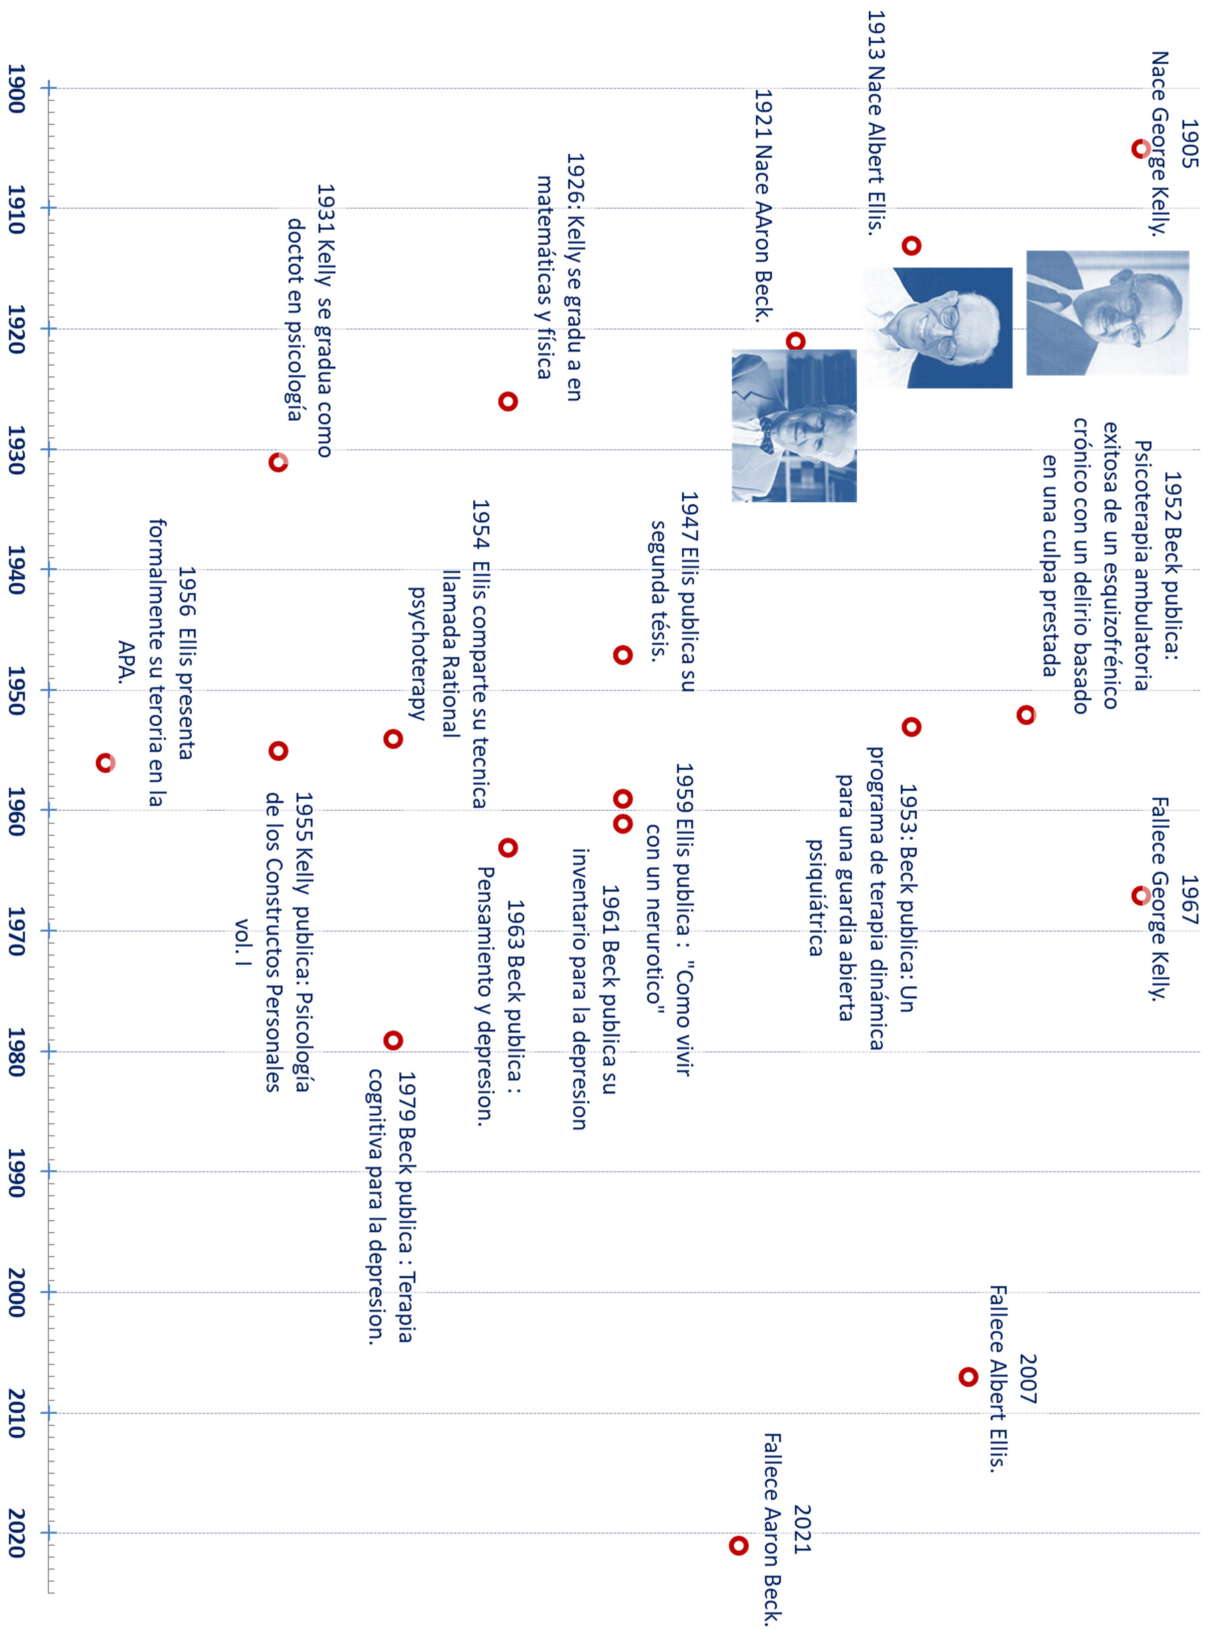 1905
Nace George Kelly.
1913 Nace Albert Ellis.
1921 Nace AAron Beck.
1926: Kelly se gradu a en
matemáticas y física
1931 Kelly se gradua como
doctot en psicología
1952 Beck publica:
Psicoterapia ambulatoria
exitosa de un esquizofrénico
crónico con un delirio basado
en una culpa prestada
1947 Ellis publica su
segunda tésis.
1954 Ellis comparte su tecnica
llamada Rational
psychoterapy
1956 Ellis presenta
formalmente su teroria en la
APA.
1967
Fallece George Kelly.
1953: Beck publica: Un
programa de terapia dinámica
para una guardia abierta
psiquiátrica
1959 Ellis publica : "Como vivir
con un nerurotico"
1961 Beck publica su
inventario para la depresion
1963 Beck publica :
Pensamiento y depresion.
1955 Kelly publica: Psicología
de los Constructos Personales
vol. I
1979 Beck publica : Terapia
cognitiva para la depresion.
2007
Fallece Albert Ellis.
2021
Fallece Aaron Beck.
1900 1910 1920 1930 1940 1950 1960 1970 1980 1990 2000 2010 2020